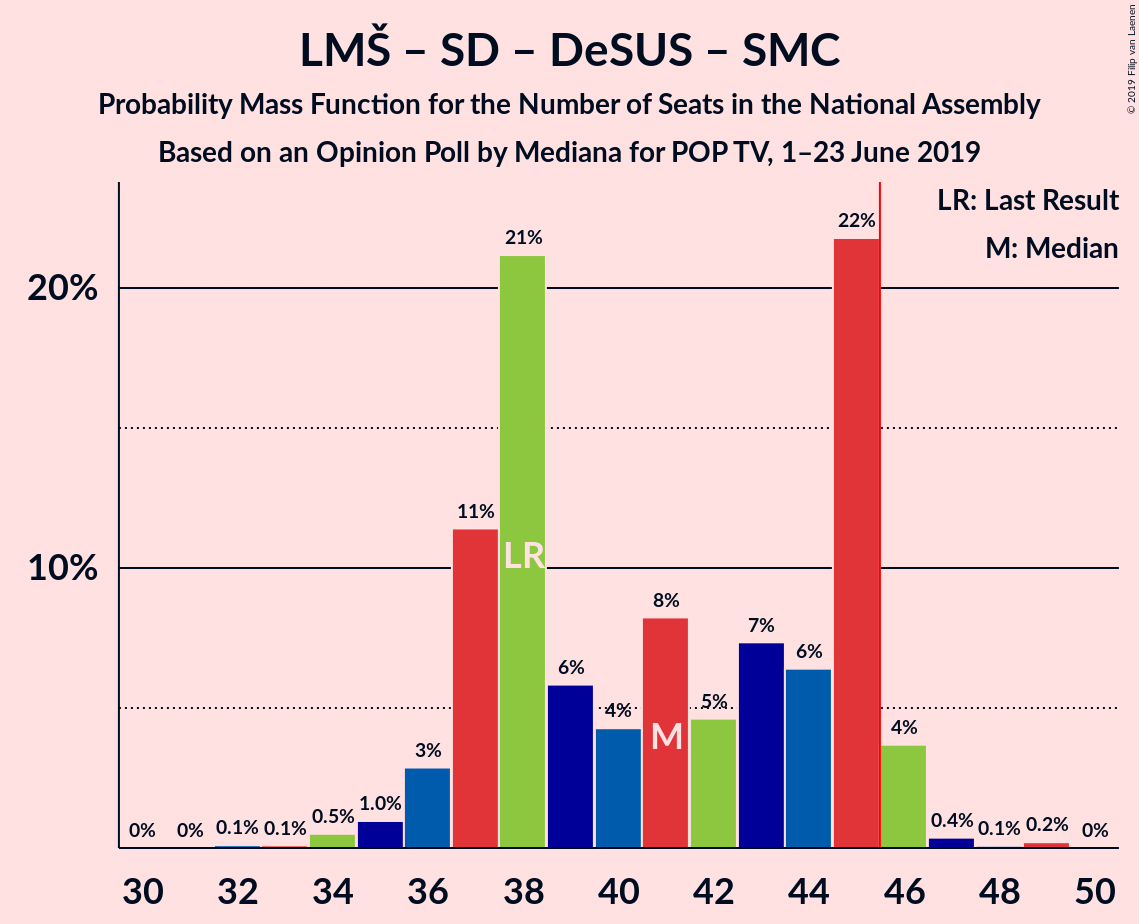 LMŠ – SD – DeSUS – SMC
Probability Mass Function for the Number of Seats in the National Assembly
Based on an Opinion Poll by Mediana for POP TV, 1–23 June 2019
© 2019 Filip van Laenen
LR: Last Result
M: Median
20%
10%
0%
0%
0.1%
0.1%
0.5%
1.0%
3%
11%
21%
6%
4%
8%
5%
7%
6%
22%
4%
0.4%
0.1%
0.2%
0%
LR
M
30 32 34 36 38 40 42 44 46 48 50